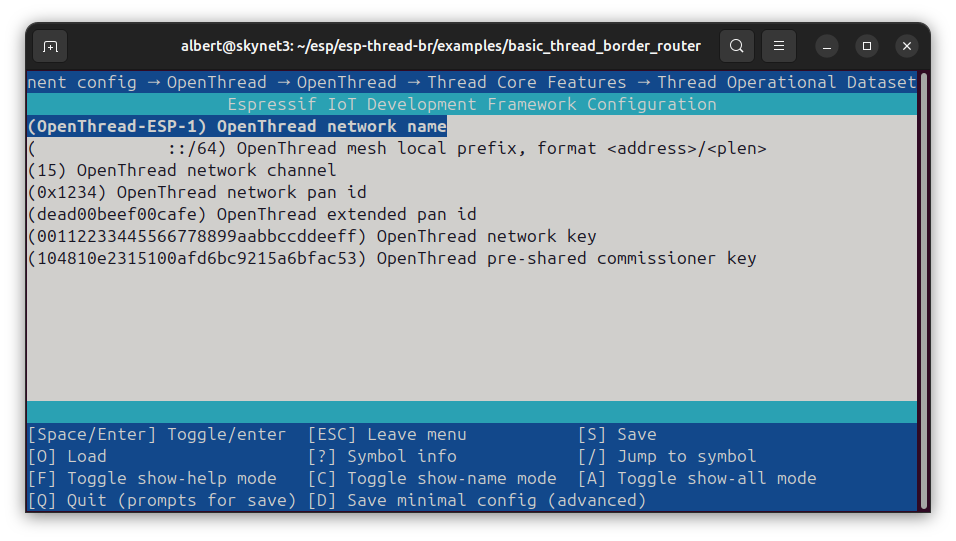 albert@skynet3: ~/esp/esp-thread-br/examples/basic_thread_border_router
nent config → OpenThread → OpenThread → Thread Core Features → Thread Operational Dataset
Espressif IoT Development Framework Configuration
(OpenThread-ESP-1) OpenThread network name
(             ::/64) OpenThread mesh local prefix, format <address>/<plen>
(15) OpenThread network channel
(0x1234) OpenThread network pan id
(dead00beef00cafe) OpenThread extended pan id
(00112233445566778899aabbccddeeff) OpenThread network key
(104810e2315100afd6bc9215a6bfac53) OpenThread pre-shared commissioner key
[Space/Enter] Toggle/enter  [ESC] Leave menu           [S] Save
[O] Load                    [?] Symbol info            [/] Jump to symbol
[F] Toggle show-help mode   [C] Toggle show-name mode  [A] Toggle show-all mode
[Q] Quit (prompts for save) [D] Save minimal config (advanced)